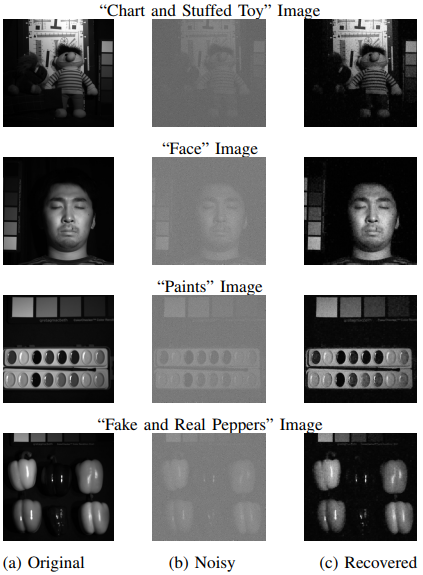 “Chart and Stuffed Toy” Image
“Face” Image
“Paints” Image
“Fake and Real Peppers” Image
(a) Original
(b) Noisy
(c) Recovered